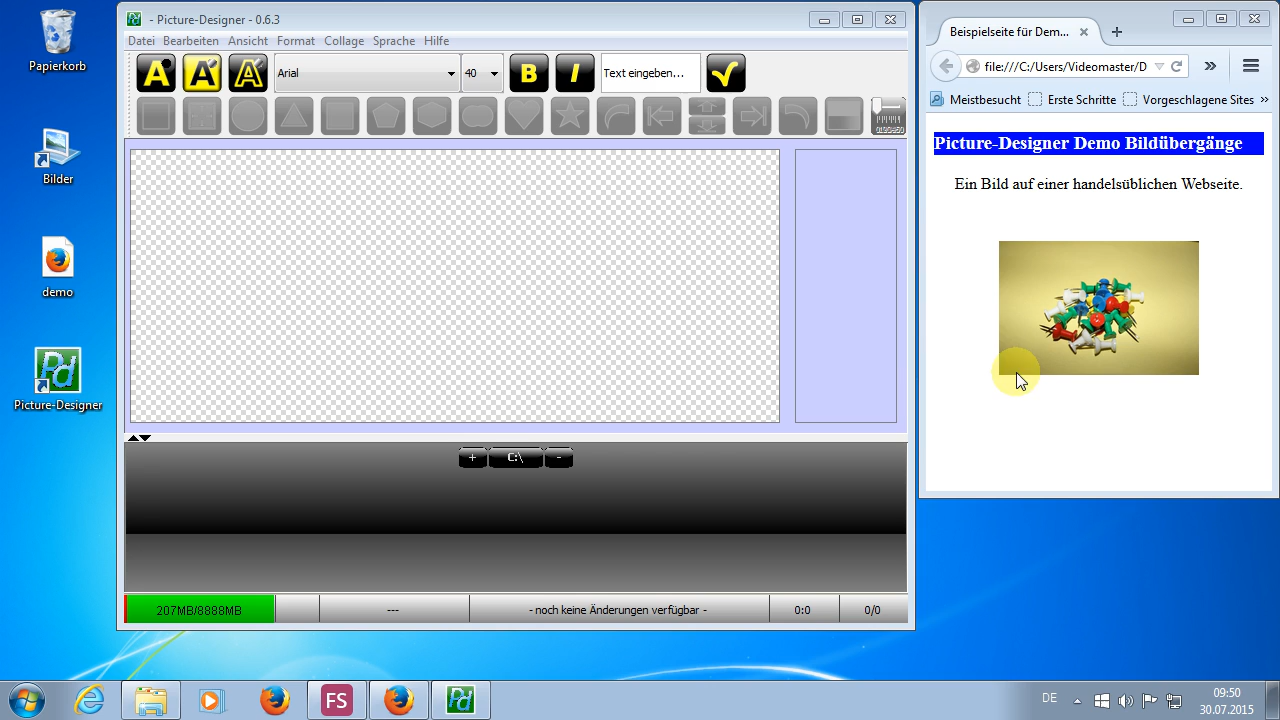 Papierkorb
Bilder
demo
Pd
Picture-Designer
- Picture-Designer - 0.6.3
Datei Bearbeiten Ansicht Format Collage Sprache Hilfe
A A A Arial 40 B I Text eingeben...
+ C:\ -
207MB/8888MB --- - noch keine Änderungen verfügbar - 0:0 0/0
Beispielseite für Dem...
file:///C:/Users/Videomaster/D
Meistbesucht Erste Schritte Vorgeschlagene Sites »
Picture-Designer Demo Bildübergänge
Ein Bild auf einer handelsüblichen Webseite.
FS Pd DE 09:50
30.07.2015